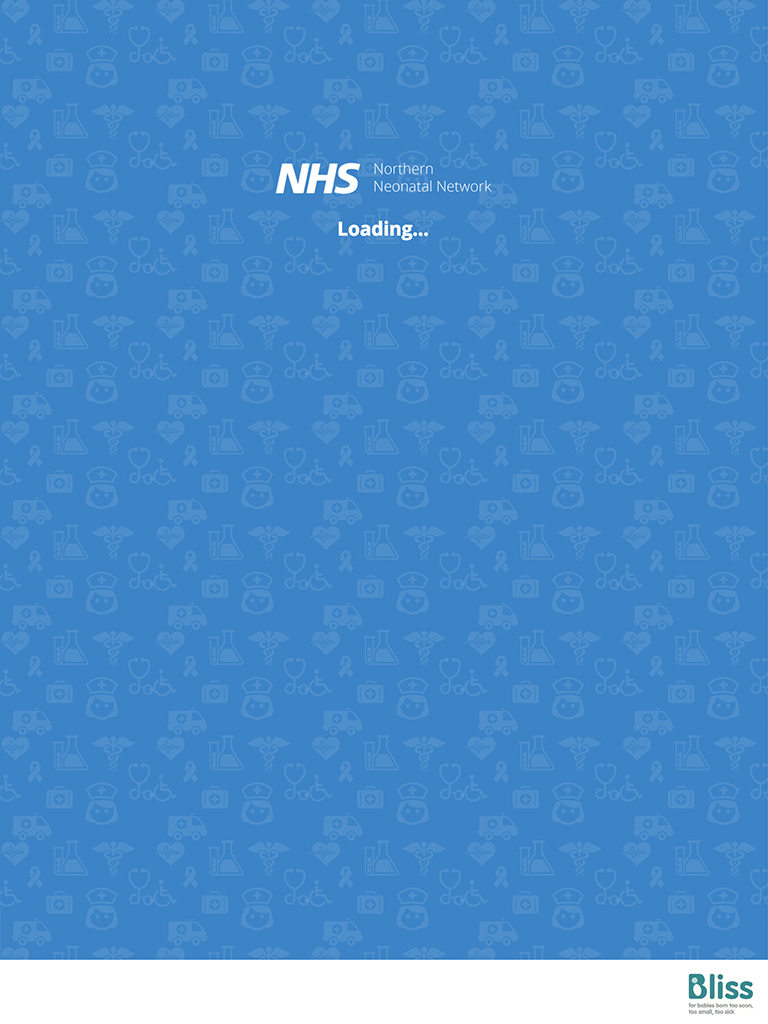 NHS Northern
Neonatal Network
Loading...
Bliss
for babies born too soon,
too small, too sick